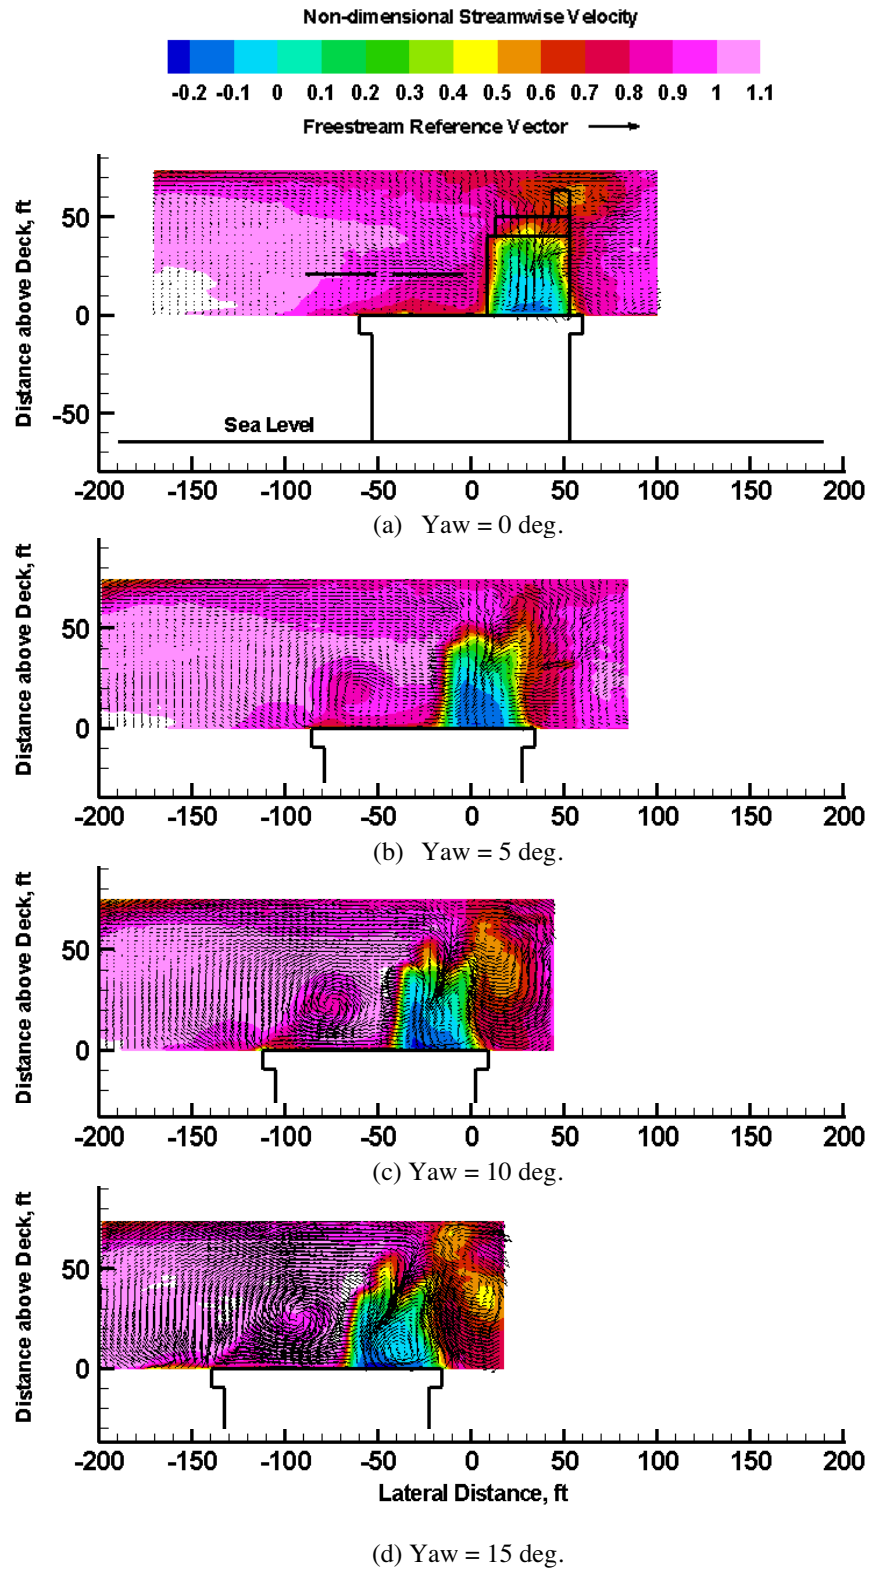 Non-dimensional Streamwise Velocity
-0.2 -0.1 0 0.1 0.2 0.3 0.4 0.5 0.6 0.7 0.8 0.9 1 1.1
Freestream Reference Vector
Distance above Deck, ft
50
0
-50
Sea Level
-200 -150 -100 -50 0 50 100 150 200
(a) Yaw = 0 deg.
Distance above Deck, ft
50
0
-200 -150 -100 -50 0 50 100 150 200
(b) Yaw = 5 deg.
Distance above Deck, ft
50
0
-200 -150 -100 -50 0 50 100 150 200
(c) Yaw = 10 deg.
Distance above Deck, ft
50
0
-200 -150 -100 -50 0 50 100 150 200
Lateral Distance, ft
(d) Yaw = 15 deg.